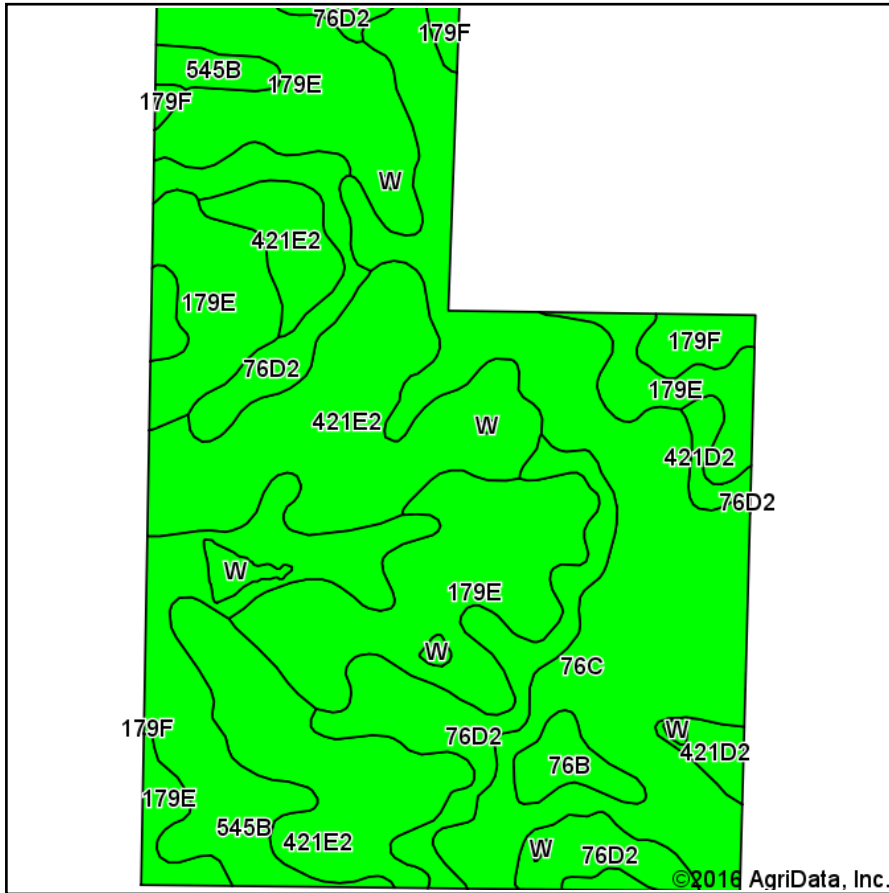 76D2
179F
545B
179E
179F
W
421E2
179E
179F
76D2
179E
421E2
W
421D2
76D2
W
179E
W
76C
179F
76D2
W
421D2
76B
179E
545B
421E2
W
76D2
©2016 AgriData, Inc.